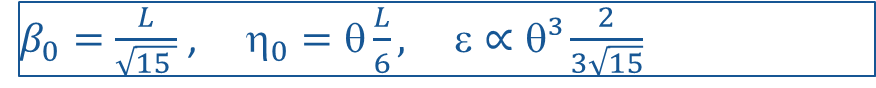 β₀ = L/√15 , η₀ = θ L/6, ε ∝ θ³ 2/(3√15)